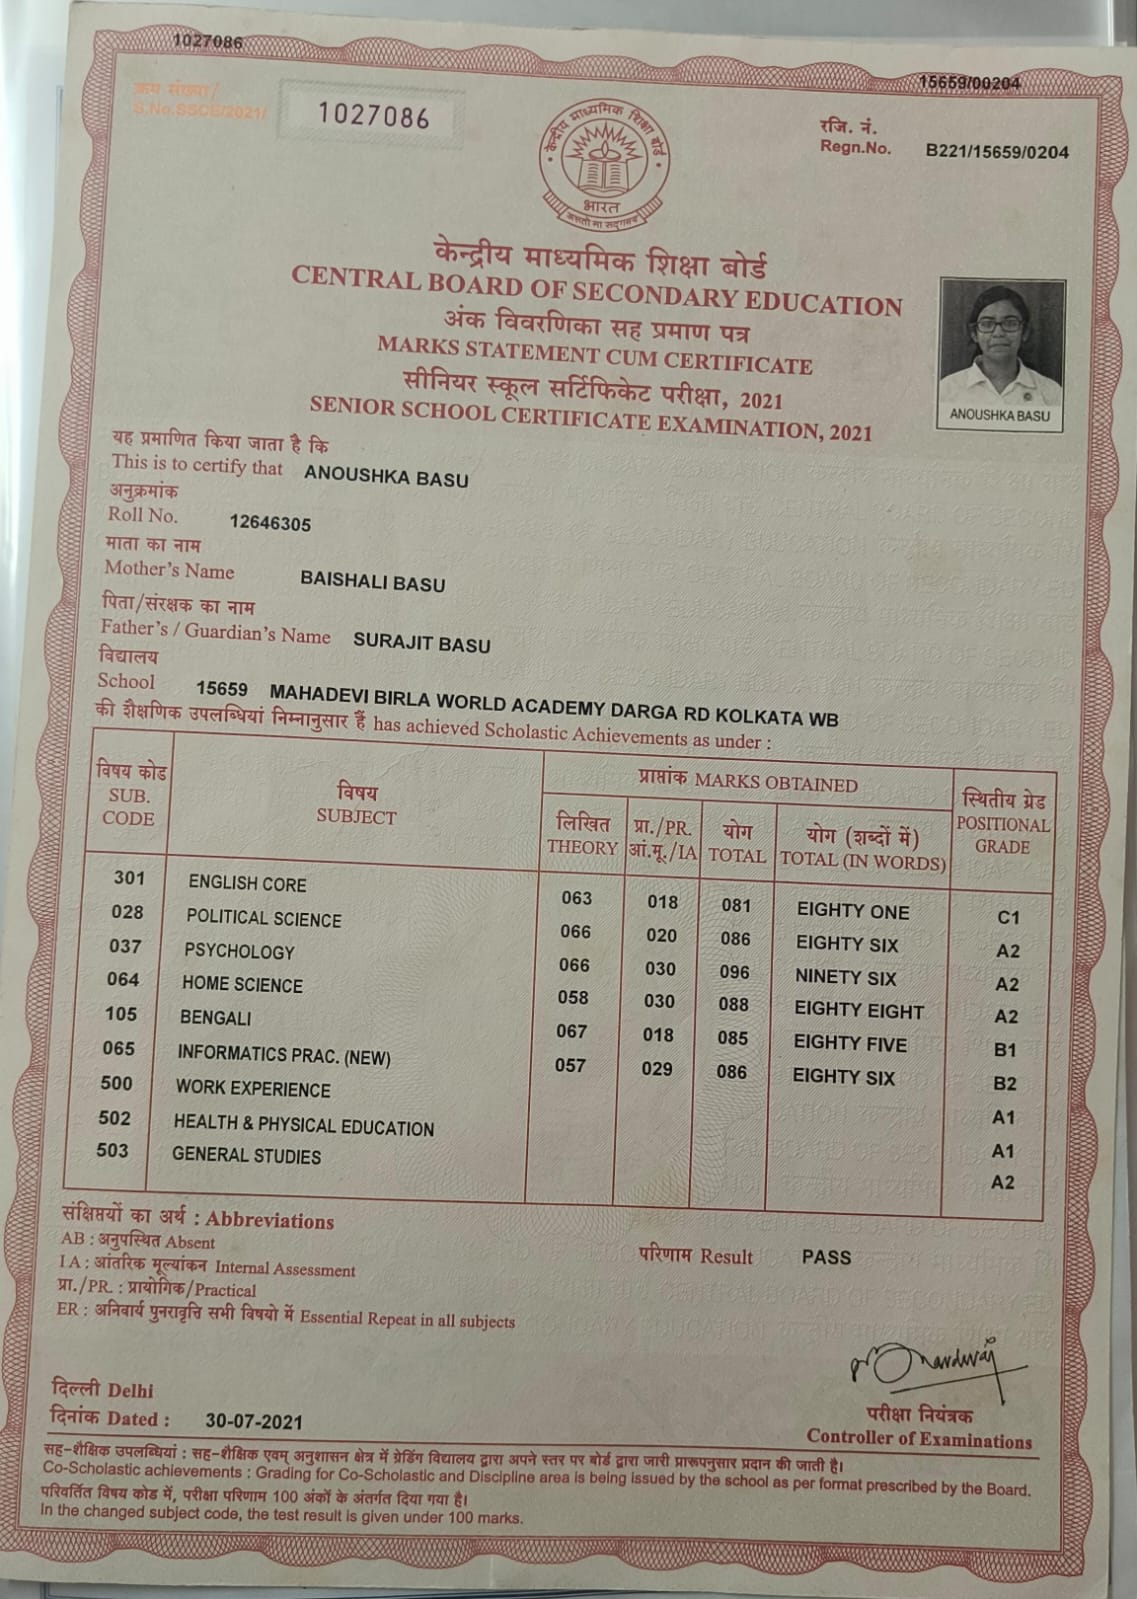 1027086
15659/00204
क्रम संख्या/
S.No.SSCE/2021/
1027086
रजि. नं.
Regn.No. B221/15659/0204
केन्द्रीय माध्यमिक शिक्षा बोर्ड
भारत
असतो मा सद्गमय
केन्द्रीय माध्यमिक शिक्षा बोर्ड
CENTRAL BOARD OF SECONDARY EDUCATION
अंक विवरणिका सह प्रमाण पत्र
MARKS STATEMENT CUM CERTIFICATE
सीनियर स्कूल सर्टिफिकेट परीक्षा, 2021
SENIOR SCHOOL CERTIFICATE EXAMINATION, 2021
ANOUSHKA BASU
यह प्रमाणित किया जाता है कि
This is to certify that ANOUSHKA BASU
अनुक्रमांक
Roll No. 12646305
माता का नाम
Mother's Name BAISHALI BASU
पिता/संरक्षक का नाम
Father's / Guardian's Name SURAJIT BASU
विद्यालय
School 15659 MAHADEVI BIRLA WORLD ACADEMY DARGA RD KOLKATA WB
की शैक्षणिक उपलब्धियां निम्नानुसार हैं has achieved Scholastic Achievements as under :
विषय कोड विषय प्राप्तांक MARKS OBTAINED स्थितीय ग्रेड
SUB. CODE SUBJECT लिखित THEORY प्रा./PR. आं.मू./IA योग TOTAL योग (शब्दों में) TOTAL (IN WORDS) POSITIONAL GRADE
301 ENGLISH CORE 063 018 081 EIGHTY ONE C1
028 POLITICAL SCIENCE 066 020 086 EIGHTY SIX A2
037 PSYCHOLOGY 066 030 096 NINETY SIX A2
064 HOME SCIENCE 058 030 088 EIGHTY EIGHT A2
105 BENGALI 067 018 085 EIGHTY FIVE B1
065 INFORMATICS PRAC. (NEW) 057 029 086 EIGHTY SIX B2
500 WORK EXPERIENCE A1
502 HEALTH & PHYSICAL EDUCATION A1
503 GENERAL STUDIES A2
संक्षिप्तयों का अर्थ : Abbreviations
AB : अनुपस्थित Absent
IA : आंतरिक मूल्यांकन Internal Assessment
प्रा./PR. : प्रायोगिक/Practical
ER : अनिवार्य पुनरावृत्ति सभी विषयो में Essential Repeat in all subjects
परिणाम Result PASS
दिल्ली Delhi
दिनांक Dated : 30-07-2021
परीक्षा नियंत्रक
Controller of Examinations
सह-शैक्षिक उपलब्धियां : सह-शैक्षिक एवम् अनुशासन क्षेत्र में ग्रेडिंग विद्यालय द्वारा अपने स्तर पर बोर्ड द्वारा जारी प्रारूपनुसार प्रदान की जाती है।
Co-Scholastic achievements : Grading for Co-Scholastic and Discipline area is being issued by the school as per format prescribed by the Board.
परिवर्तित विषय कोड में, परीक्षा परिणाम 100 अंकों के अंतर्गत दिया गया है।
In the changed subject code, the test result is given under 100 marks.